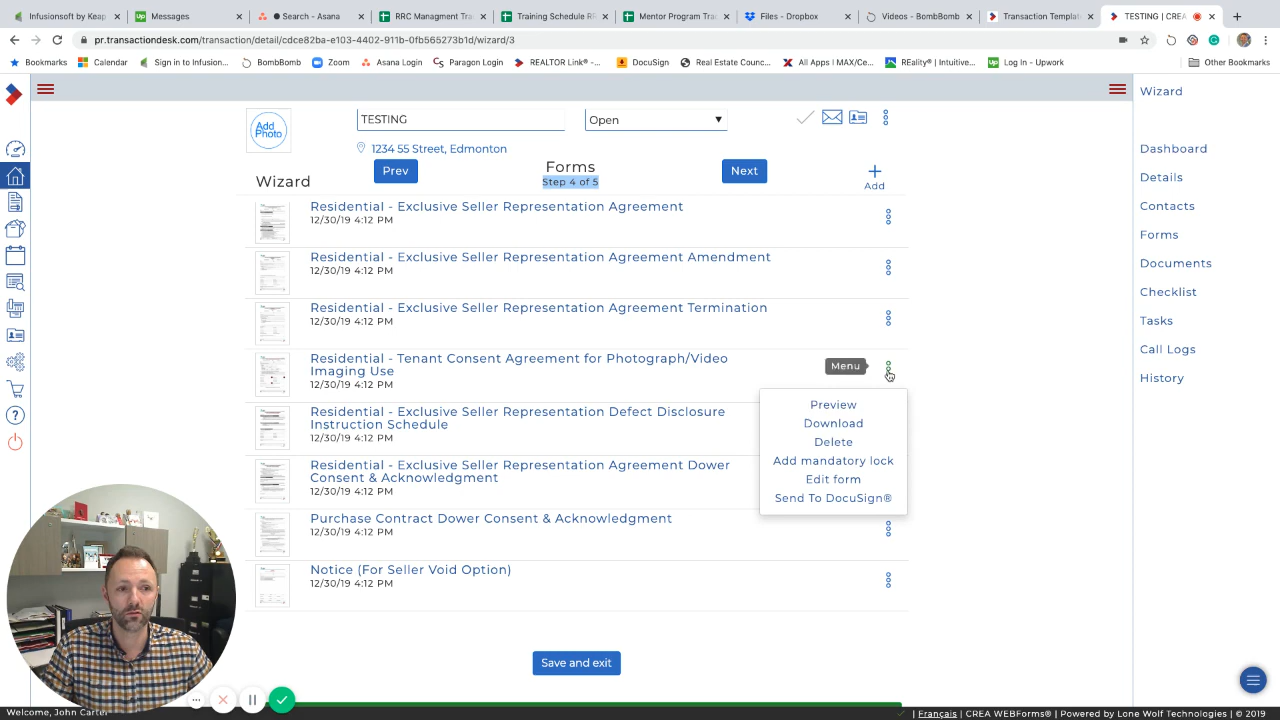 Infusionsoft by K
Messages
Search - Asana
RRC Managment Tra
Training Schedule RR
Mentor Program Trac
Files - Dropbox
Videos - BombBomb
Transaction Templat
TESTING | CREA
pr.transactiondesk.com/transaction/detail/cdce82ba-e103-4402-911b-0fb565273b1d/wizard/3
Bookmarks
Calendar
Sign in to Infusion...
BombBomb
Zoom
Asana Login
Paragon Login
REALTOR Link® -...
DocuSign
Real Estate Counc...
All Apps | MAX/Ce...
REality® | Intuitive...
Log In - Upwork
Other Bookmarks
Add
Photo
TESTING
Open
1234 55 Street, Edmonton
Wizard
Prev
Forms
Step 4 of 5
Next
Add
Residential - Exclusive Seller Representation Agreement
12/30/19 4:12 PM
Residential - Exclusive Seller Representation Agreement Amendment
12/30/19 4:12 PM
Residential - Exclusive Seller Representation Agreement Termination
12/30/19 4:12 PM
Residential - Tenant Consent Agreement for Photograph/Video
Imaging Use
12/30/19 4:12 PM
Menu
Preview
Download
Delete
Add mandatory lock
Edit form
Send To DocuSign®
Residential - Exclusive Seller Representation Defect Disclosure
Instruction Schedule
12/30/19 4:12 PM
Residential - Exclusive Seller Representation Agreement Dower
Consent & Acknowledgment
12/30/19 4:12 PM
Purchase Contract Dower Consent & Acknowledgment
12/30/19 4:12 PM
Notice (For Seller Void Option)
12/30/19 4:12 PM
Save and exit
Wizard
Dashboard
Details
Contacts
Forms
Documents
Checklist
Tasks
Call Logs
History
Welcome, John Carter
| Français | CREA WEBForms® | Powered by Lone Wolf Technologies | © 2019